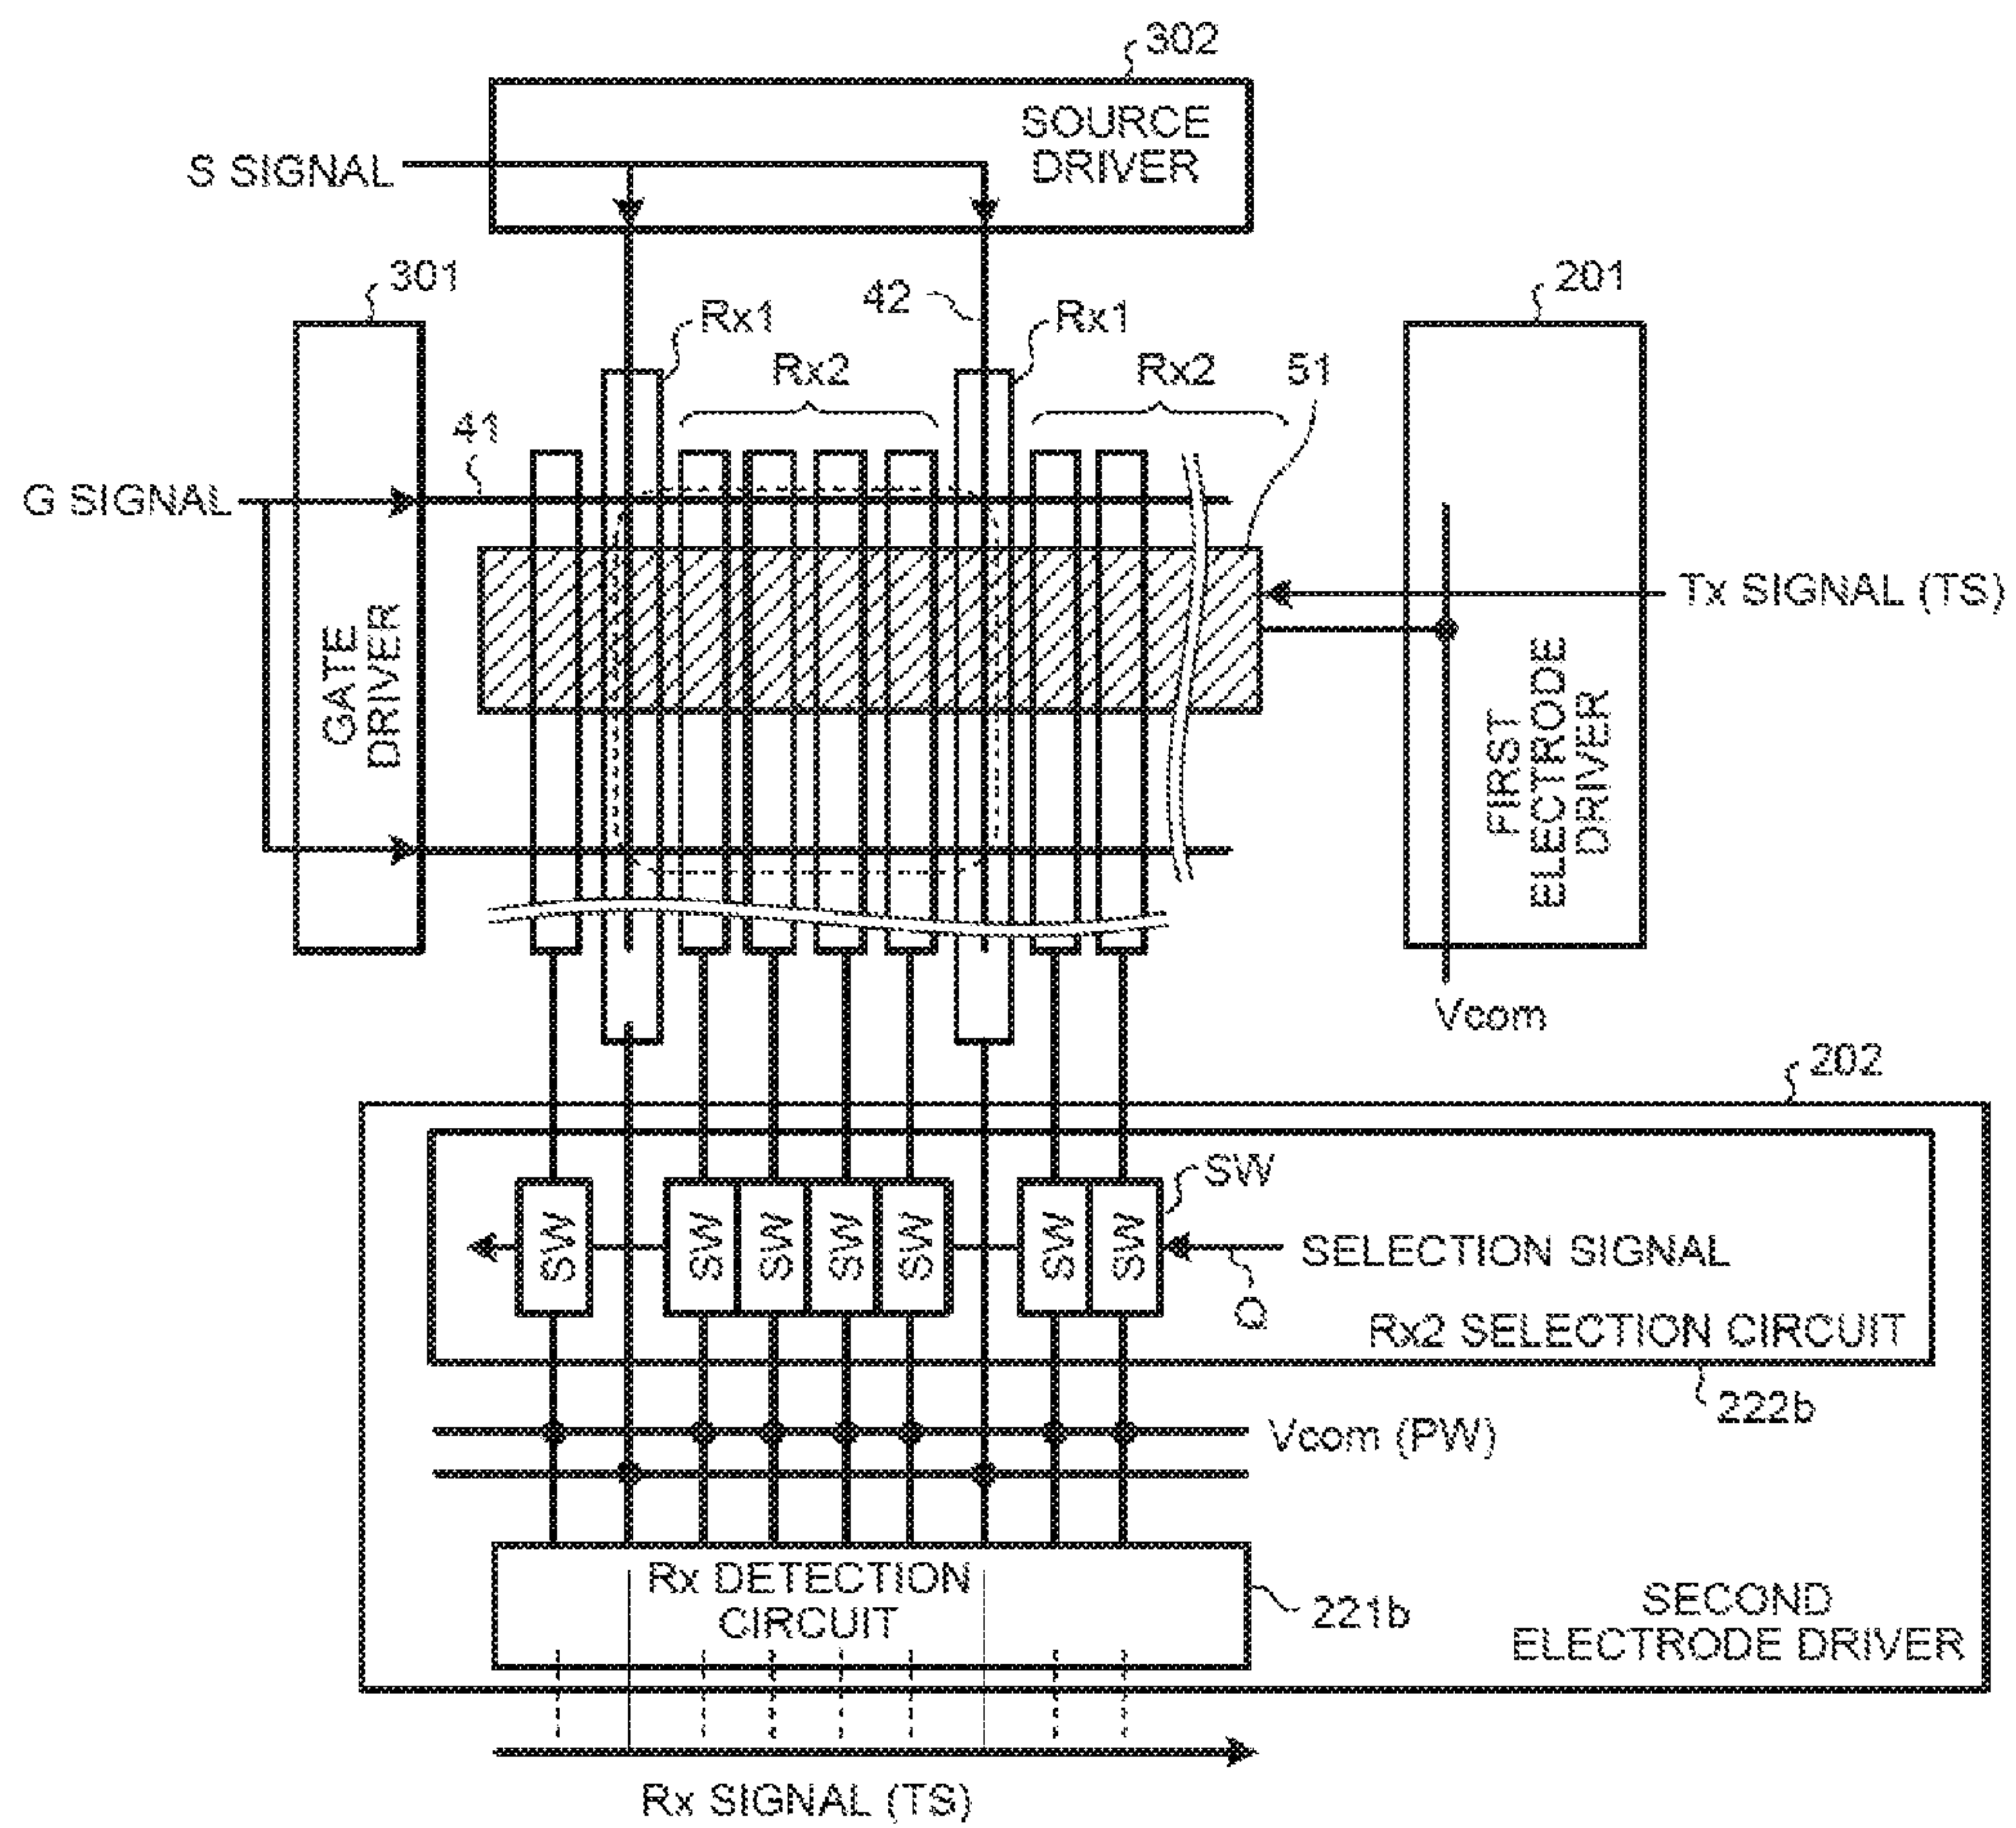 302
SOURCE
DRIVER
S SIGNAL
301
Rx1
42
Rx1
201
Rx2
Rx2
51
41
G SIGNAL
Tx SIGNAL (TS)
GATE
DRIVER
FIRST
ELECTRODE
DRIVER
Vcom
202
SW
SW
SW
SW
SW
SW
SW
SW
SELECTION SIGNAL
Q
Rx2 SELECTION CIRCUIT
222b
Vcom (PW)
Rx DETECTION
CIRCUIT
221b
SECOND
ELECTRODE DRIVER
Rx SIGNAL (TS)